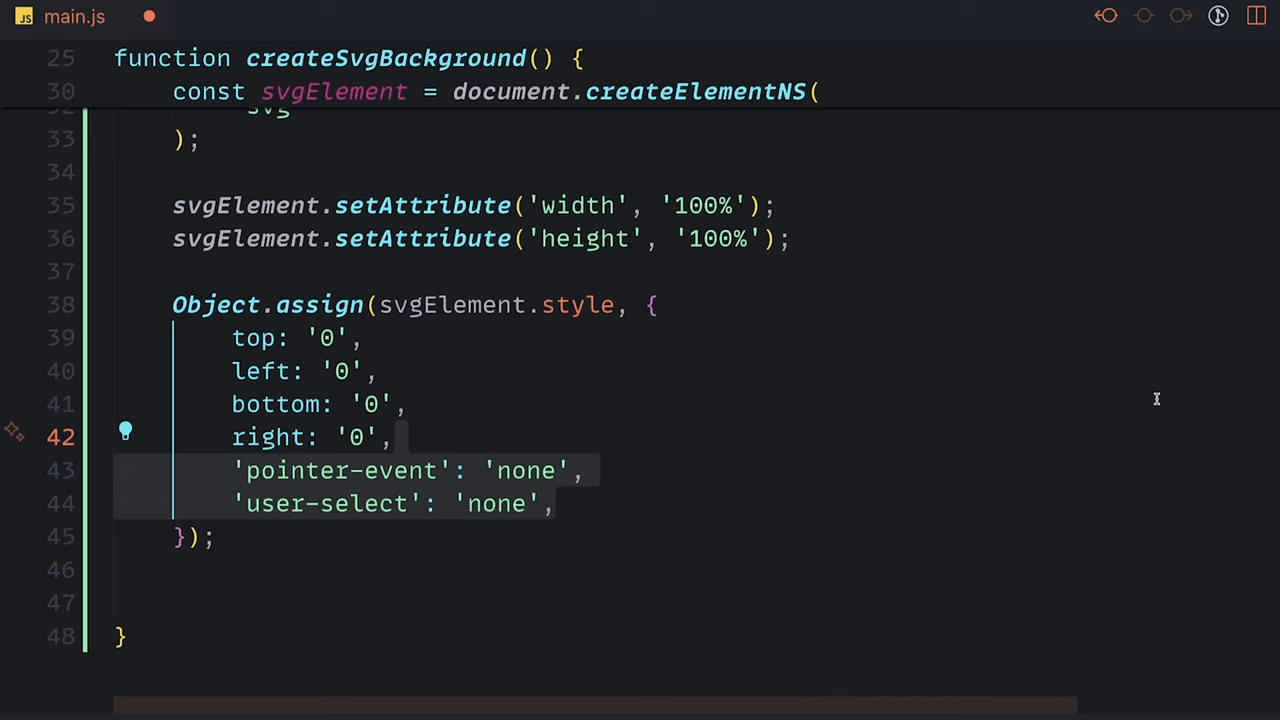 JS main.js
25 function createSvgBackground() {
30 const svgElement = document.createElementNS(
32 svg
33 );
34
35 svgElement.setAttribute('width', '100%');
36 svgElement.setAttribute('height', '100%');
37
38 Object.assign(svgElement.style, {
39 top: '0',
40 left: '0',
41 bottom: '0',
42 right: '0',
43 'pointer-event': 'none',
44 'user-select': 'none',
45 });
46
47
48 }